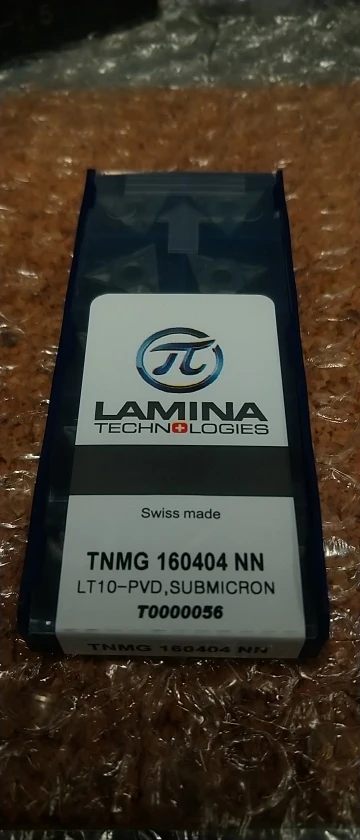 π
LAMINA
TECHNOLOGIES
Swiss made
TNMG 160404 NN
LT10-PVD,SUBMICRON
T0000056
TNMG 160404 NN